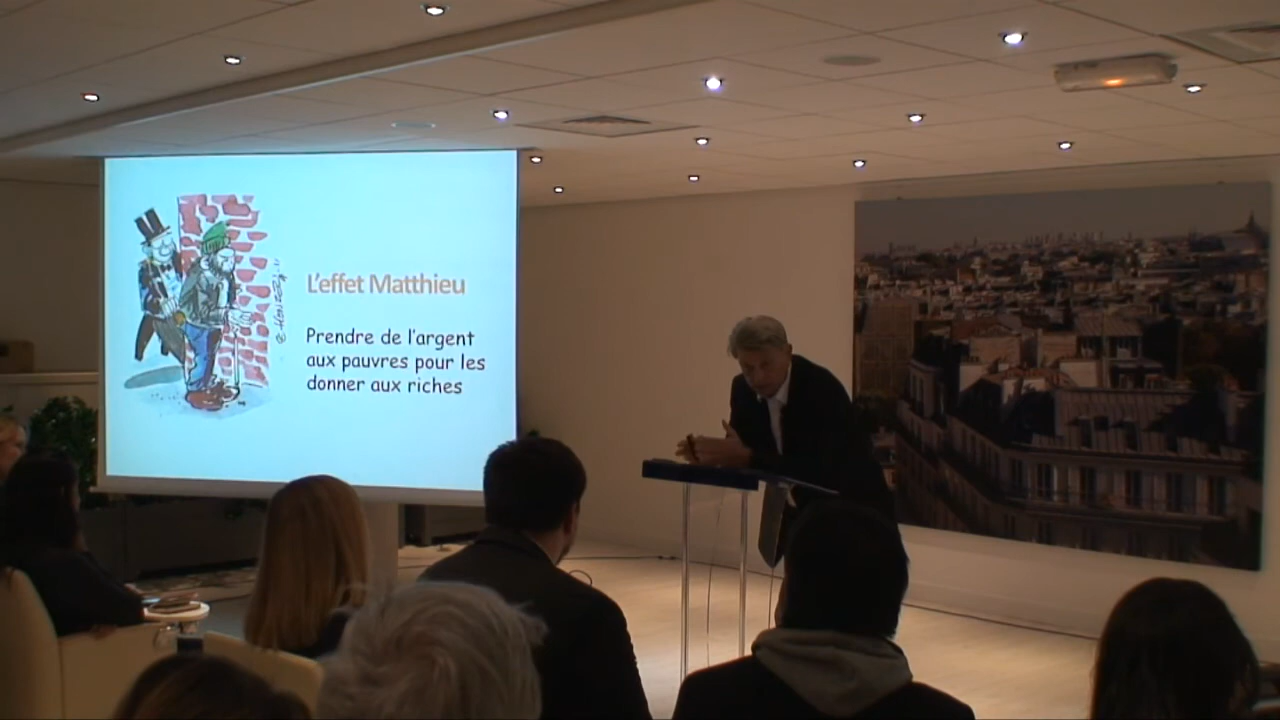 L'effet Matthieu
Prendre de l'argent
aux pauvres pour les
donner aux riches